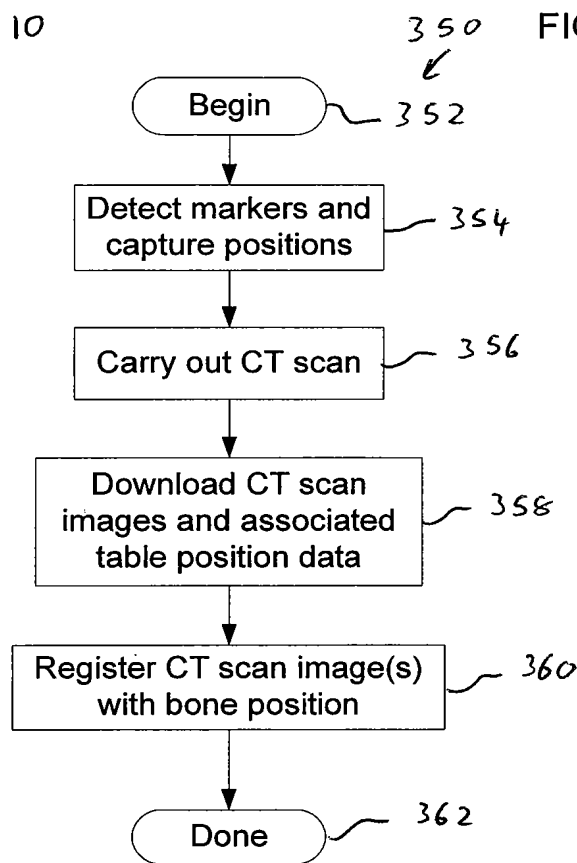 10
350 FIG
Begin
352
Detect markers and
capture positions
354
Carry out CT scan
356
Download CT scan
images and associated
table position data
358
Register CT scan image(s)
with bone position
360
Done
362